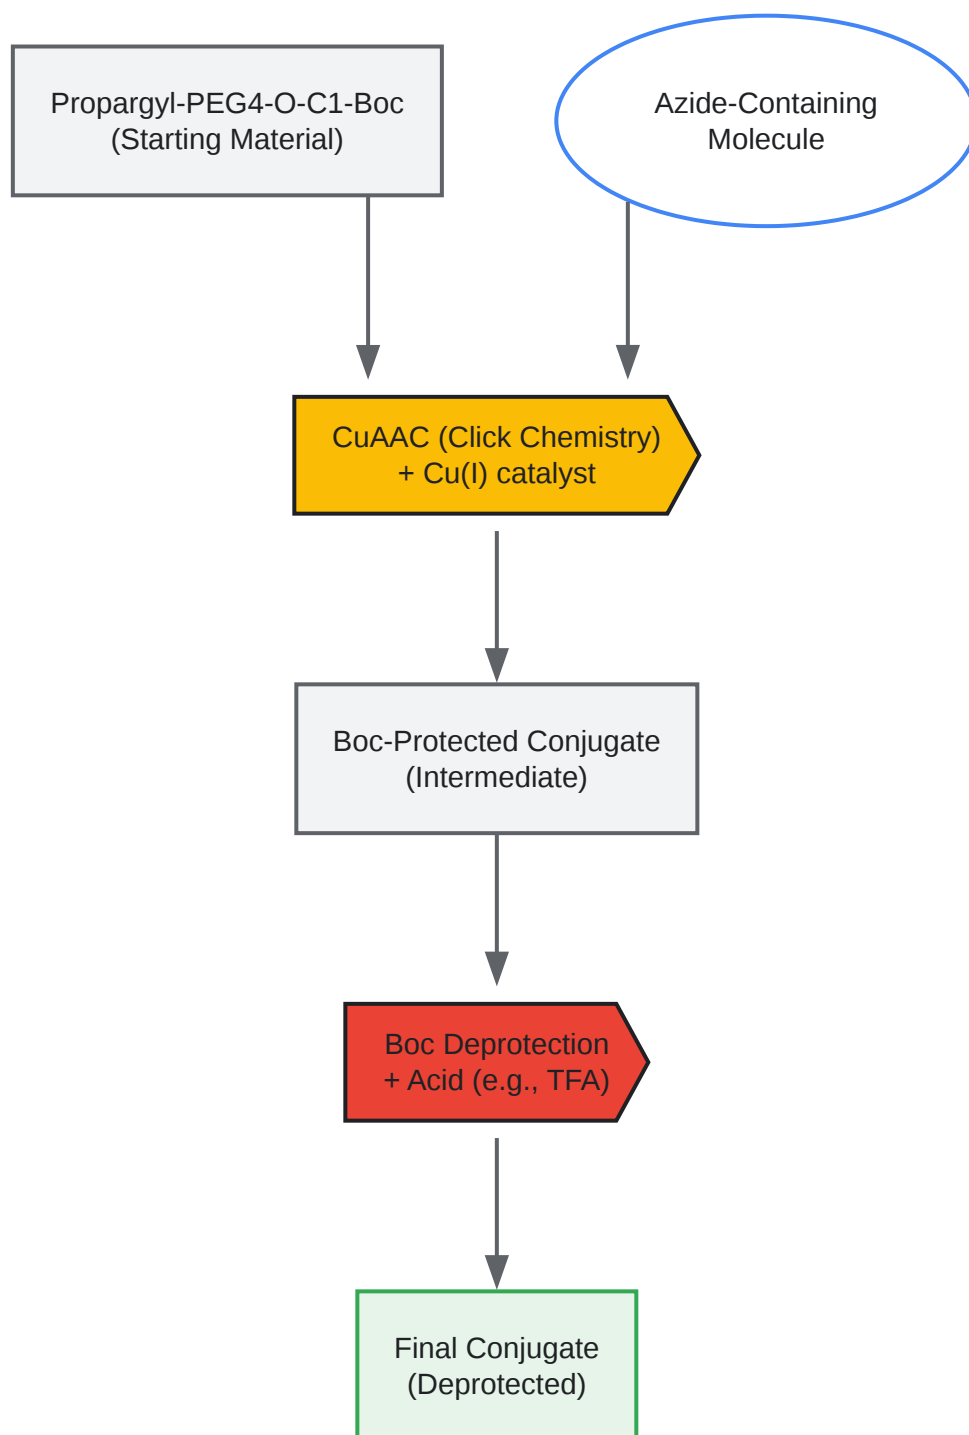 Propargyl-PEG4-O-C1-Boc
(Starting Material)
Azide-Containing
Molecule
CuAAC (Click Chemistry)
+ Cu(I) catalyst
Boc-Protected Conjugate
(Intermediate)
Boc Deprotection
+ Acid (e.g., TFA)
Final Conjugate
(Deprotected)